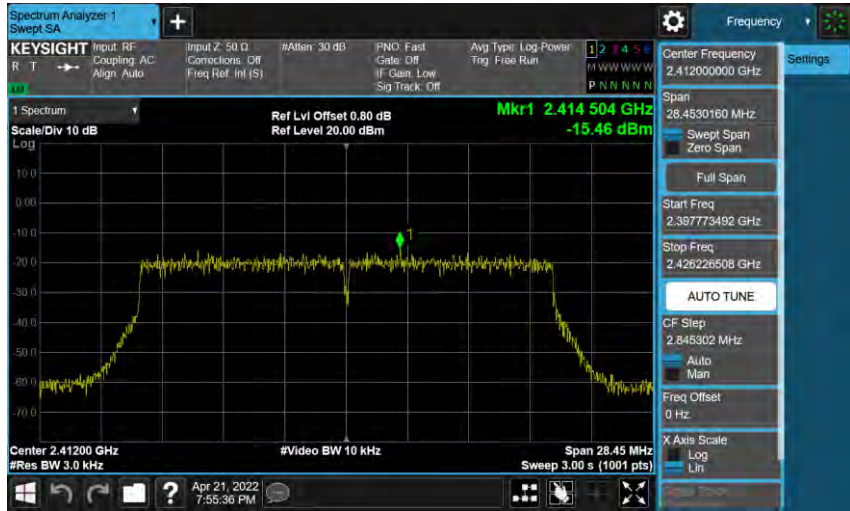 Spectrum Analyzer 1
Swept SA
Frequency
KEYSIGHT
R T
Input: RF
Coupling: AC
Align: Auto
Input Z: 50 Ω
Corrections: Off
Freq Ref: Int (S)
#Atten: 30 dB
PNO: Fast
Gate: Off
IF Gain: Low
Sig Track: Off
Avg Type: Log-Power
Trig: Free Run
1 2 3 4 5 6
M W W W W W
P N N N N N
Center Frequency
2.412000000 GHz
Settings
Span
28.4530160 MHz
Swept Span
Zero Span
Full Span
Start Freq
2.397773492 GHz
Stop Freq
2.426226508 GHz
AUTO TUNE
CF Step
2.845302 MHz
Auto
Man
Freq Offset
0 Hz
X Axis Scale
Log
Lin
1 Spectrum
Scale/Div 10 dB
Log
Ref Lvl Offset 0.80 dB
Ref Level 20.00 dBm
Mkr1 2.414 504 GHz
-15.46 dBm
10.0
0.00
-10.0
-20.0
-30.0
-40.0
-50.0
-60.0
-70.0
1
Center 2.41200 GHz
#Res BW 3.0 kHz
#Video BW 10 kHz
Span 28.45 MHz
Sweep 3.00 s (1001 pts)
?
Apr 21, 2022
7:55:36 PM